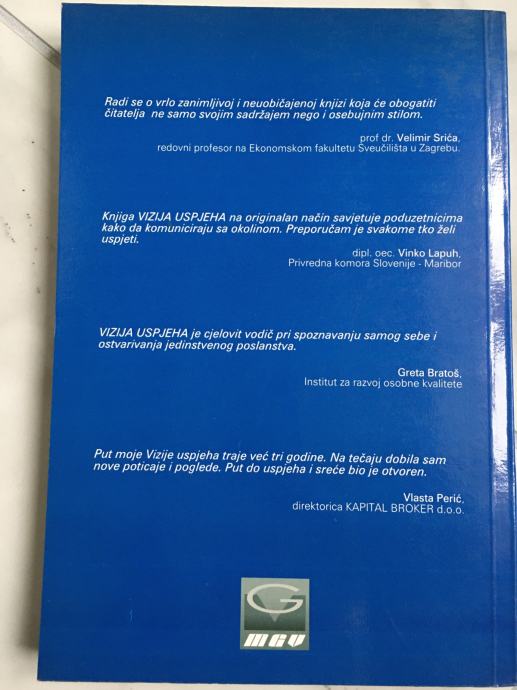 Radi se o vrlo zanimljivoj i neuobičajenoj knjizi koja će obogatiti
čitatelja ne samo svojim sadržajem nego i osebujnim stilom.
prof dr. Velimir Srića,
redovni profesor na Ekonomskom fakultetu Sveučilišta u Zagrebu.
Knjiga VIZIJA USPJEHA na originalan način savjetuje poduzetnicima
kako da komuniciraju sa okolinom. Preporučam je svakome tko želi
uspjeti.
dipl. oec. Vinko Lapuh,
Privredna komora Slovenije - Maribor
VIZIJA USPJEHA je cjelovit vodič pri spoznavanju samog sebe i
ostvarivanja jedinstvenog poslanstva.
Greta Bratoš,
Institut za razvoj osobne kvalitete
Put moje Vizije uspjeha traje već tri godine. Na tečaju dobila sam
nove poticaje i poglede. Put do uspjeha i sreće bio je otvoren.
Vlasta Perić,
direktorica KAPITAL BROKER d.o.o.
G
MGV